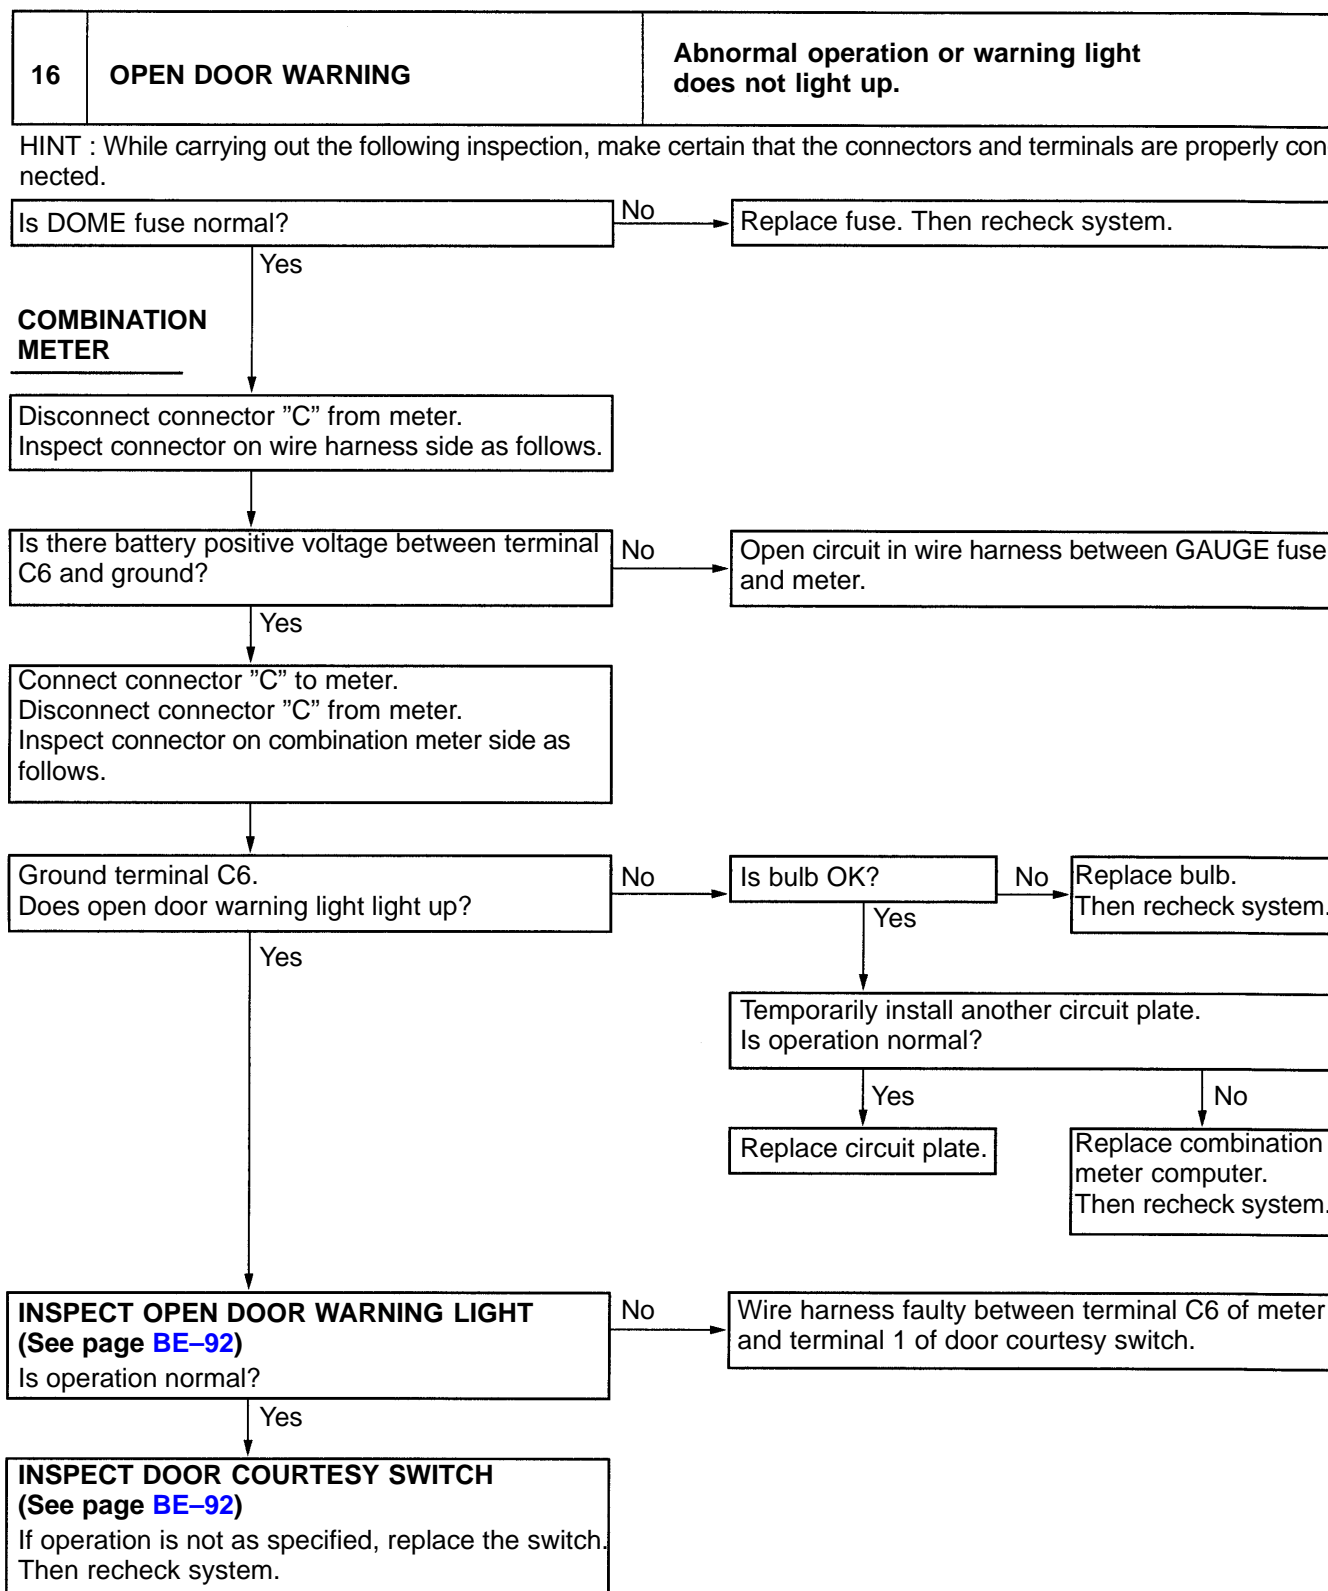 16
OPEN DOOR WARNING
Abnormal operation or warning light
does not light up.
HINT : While carrying out the following inspection, make certain that the connectors and terminals are properly con
nected.
Is DOME fuse normal?
No
Replace fuse. Then recheck system.
Yes
COMBINATION
METER
Disconnect connector ”C” from meter.
Inspect connector on wire harness side as follows.
Is there battery positive voltage between terminal
C6 and ground?
No
Open circuit in wire harness between GAUGE fuse
and meter.
Yes
Connect connector ”C” to meter.
Disconnect connector ”C” from meter.
Inspect connector on combination meter side as
follows.
Ground terminal C6.
Does open door warning light light up?
No
Is bulb OK?
No
Replace bulb.
Then recheck system.
Yes
Yes
Temporarily install another circuit plate.
Is operation normal?
Yes
No
Replace circuit plate.
Replace combination
meter computer.
Then recheck system.
INSPECT OPEN DOOR WARNING LIGHT
(See page BE–92)
Is operation normal?
No
Wire harness faulty between terminal C6 of meter
and terminal 1 of door courtesy switch.
Yes
INSPECT DOOR COURTESY SWITCH
(See page BE–92)
If operation is not as specified, replace the switch.
Then recheck system.